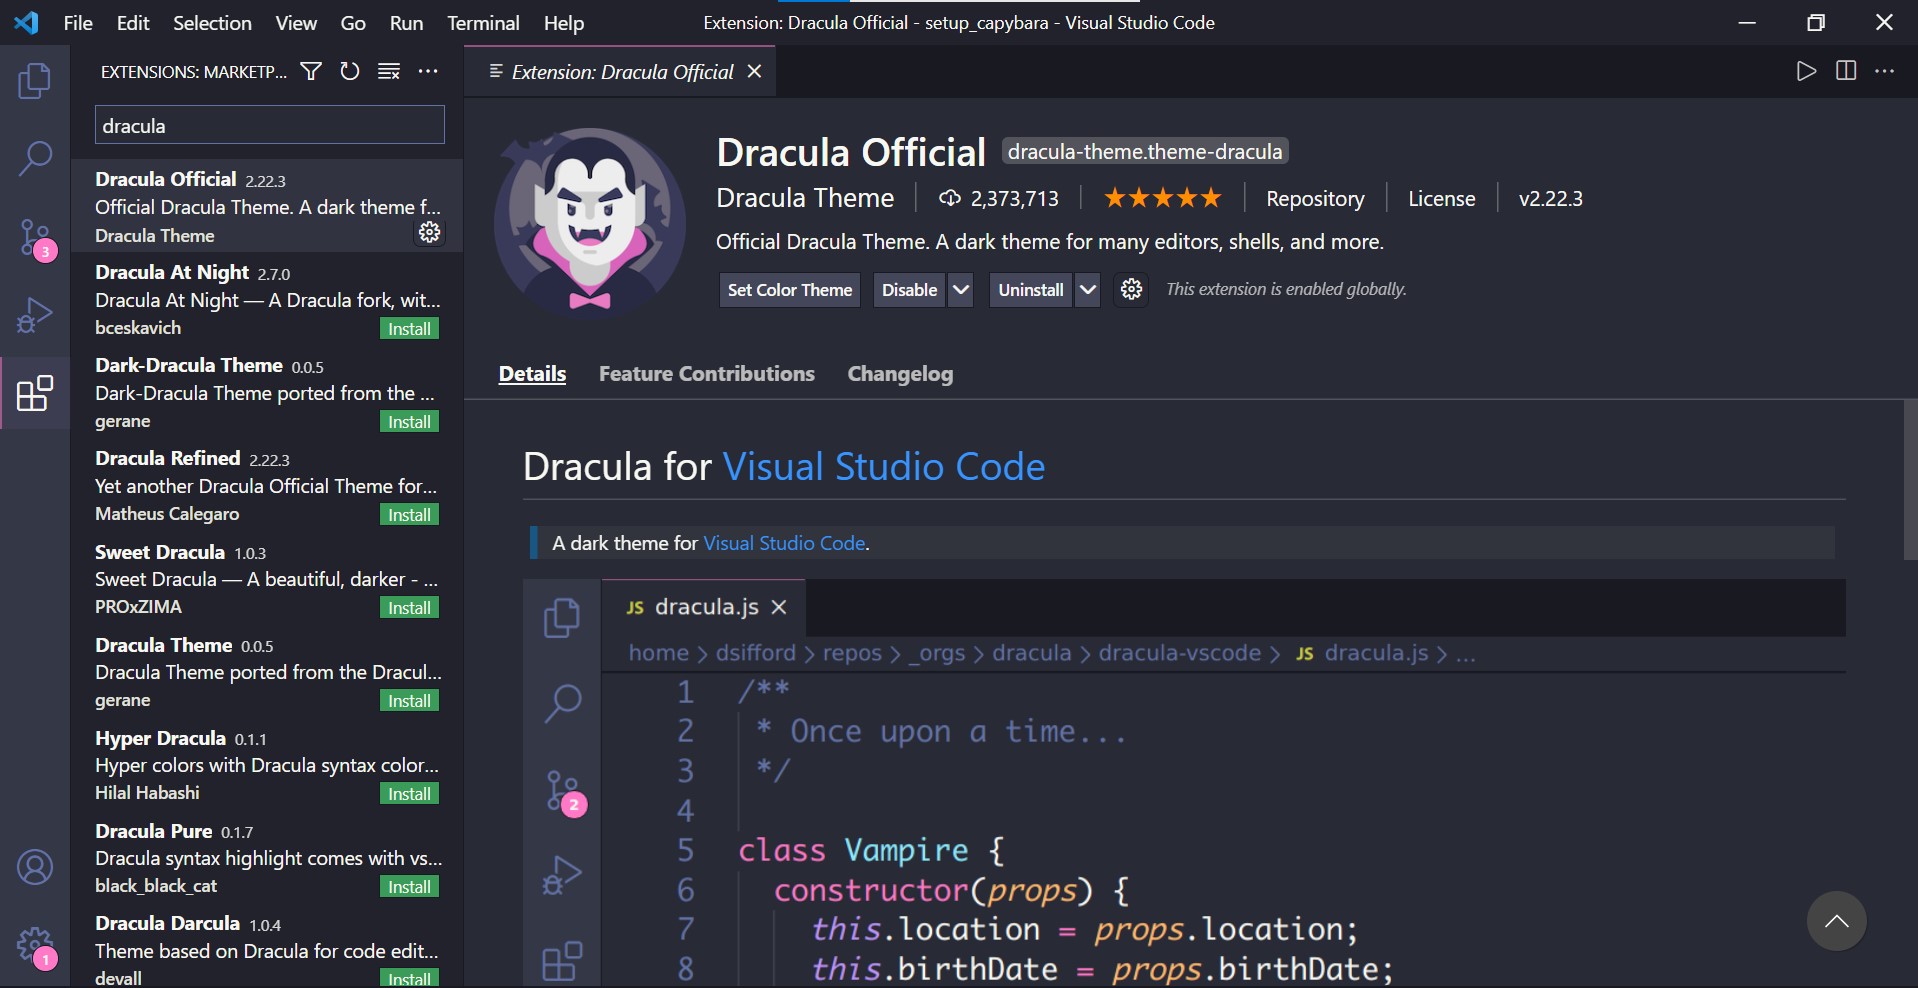 File Edit Selection View Go Run Terminal Help
Extension: Dracula Official - setup_capybara - Visual Studio Code
EXTENSIONS: MARKETP...
dracula
Dracula Official 2.22.3
Official Dracula Theme. A dark theme f...
Dracula Theme
Dracula At Night 2.7.0
Dracula At Night — A Dracula fork, wit...
bceskavich Install
Dark-Dracula Theme 0.0.5
Dark-Dracula Theme ported from the ...
gerane Install
Dracula Refined 2.22.3
Yet another Dracula Official Theme for...
Matheus Calegaro Install
Sweet Dracula 1.0.3
Sweet Dracula — A beautiful, darker - ...
PROxZIMA Install
Dracula Theme 0.0.5
Dracula Theme ported from the Dracul...
gerane Install
Hyper Dracula 0.1.1
Hyper colors with Dracula syntax color...
Hilal Habashi Install
Dracula Pure 0.1.7
Dracula syntax highlight comes with vs...
black_black_cat Install
Dracula Darcula 1.0.4
Theme based on Dracula for code edit...
devall Install
3
1
Extension: Dracula Official
Dracula Official dracula-theme.theme-dracula
Dracula Theme 2,373,713 Repository License v2.22.3
Official Dracula Theme. A dark theme for many editors, shells, and more.
Set Color Theme Disable Uninstall This extension is enabled globally.
Details Feature Contributions Changelog
Dracula for Visual Studio Code
A dark theme for Visual Studio Code.
JS dracula.js
home > dsifford > repos > _orgs > dracula > dracula-vscode > JS dracula.js > ...
2
1 /**
2 * Once upon a time...
3 */
4
5 class Vampire {
6 constructor(props) {
7 this.location = props.location;
8 this.birthDate = props.birthDate;